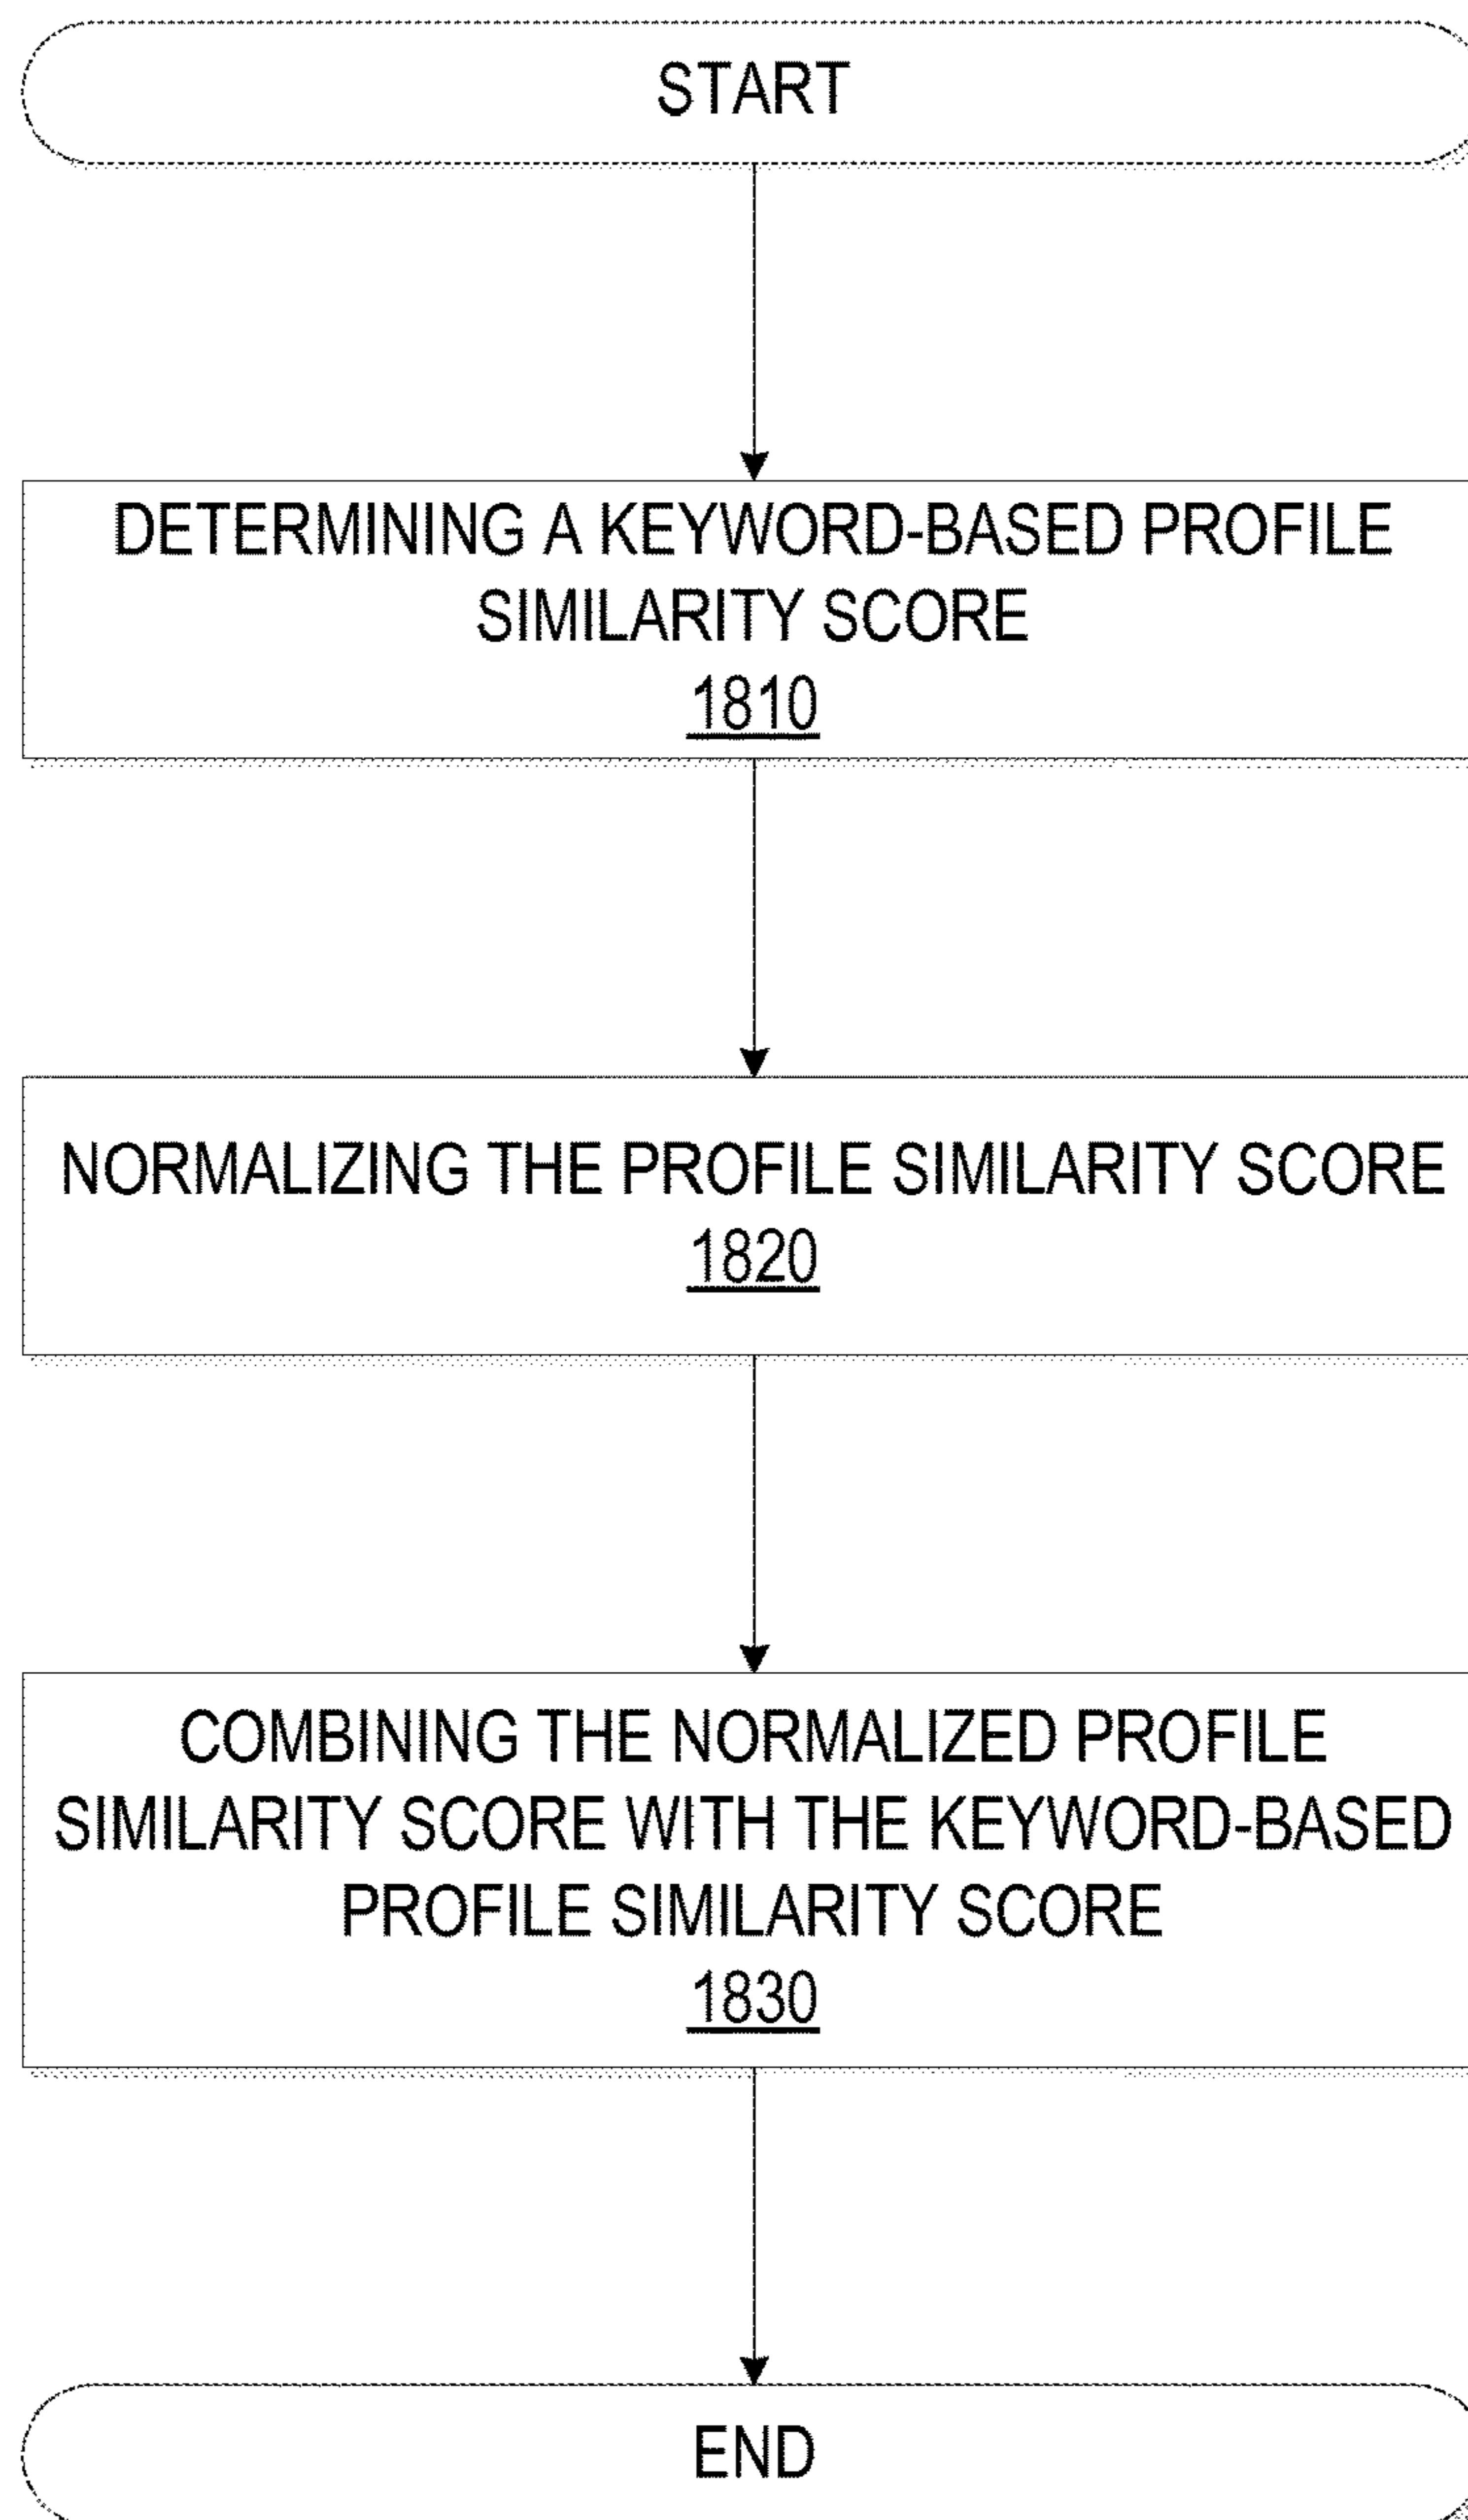 START
DETERMINING A KEYWORD-BASED PROFILE
SIMILARITY SCORE
1810
NORMALIZING THE PROFILE SIMILARITY SCORE
1820
COMBINING THE NORMALIZED PROFILE
SIMILARITY SCORE WITH THE KEYWORD-BASED
PROFILE SIMILARITY SCORE
1830
END